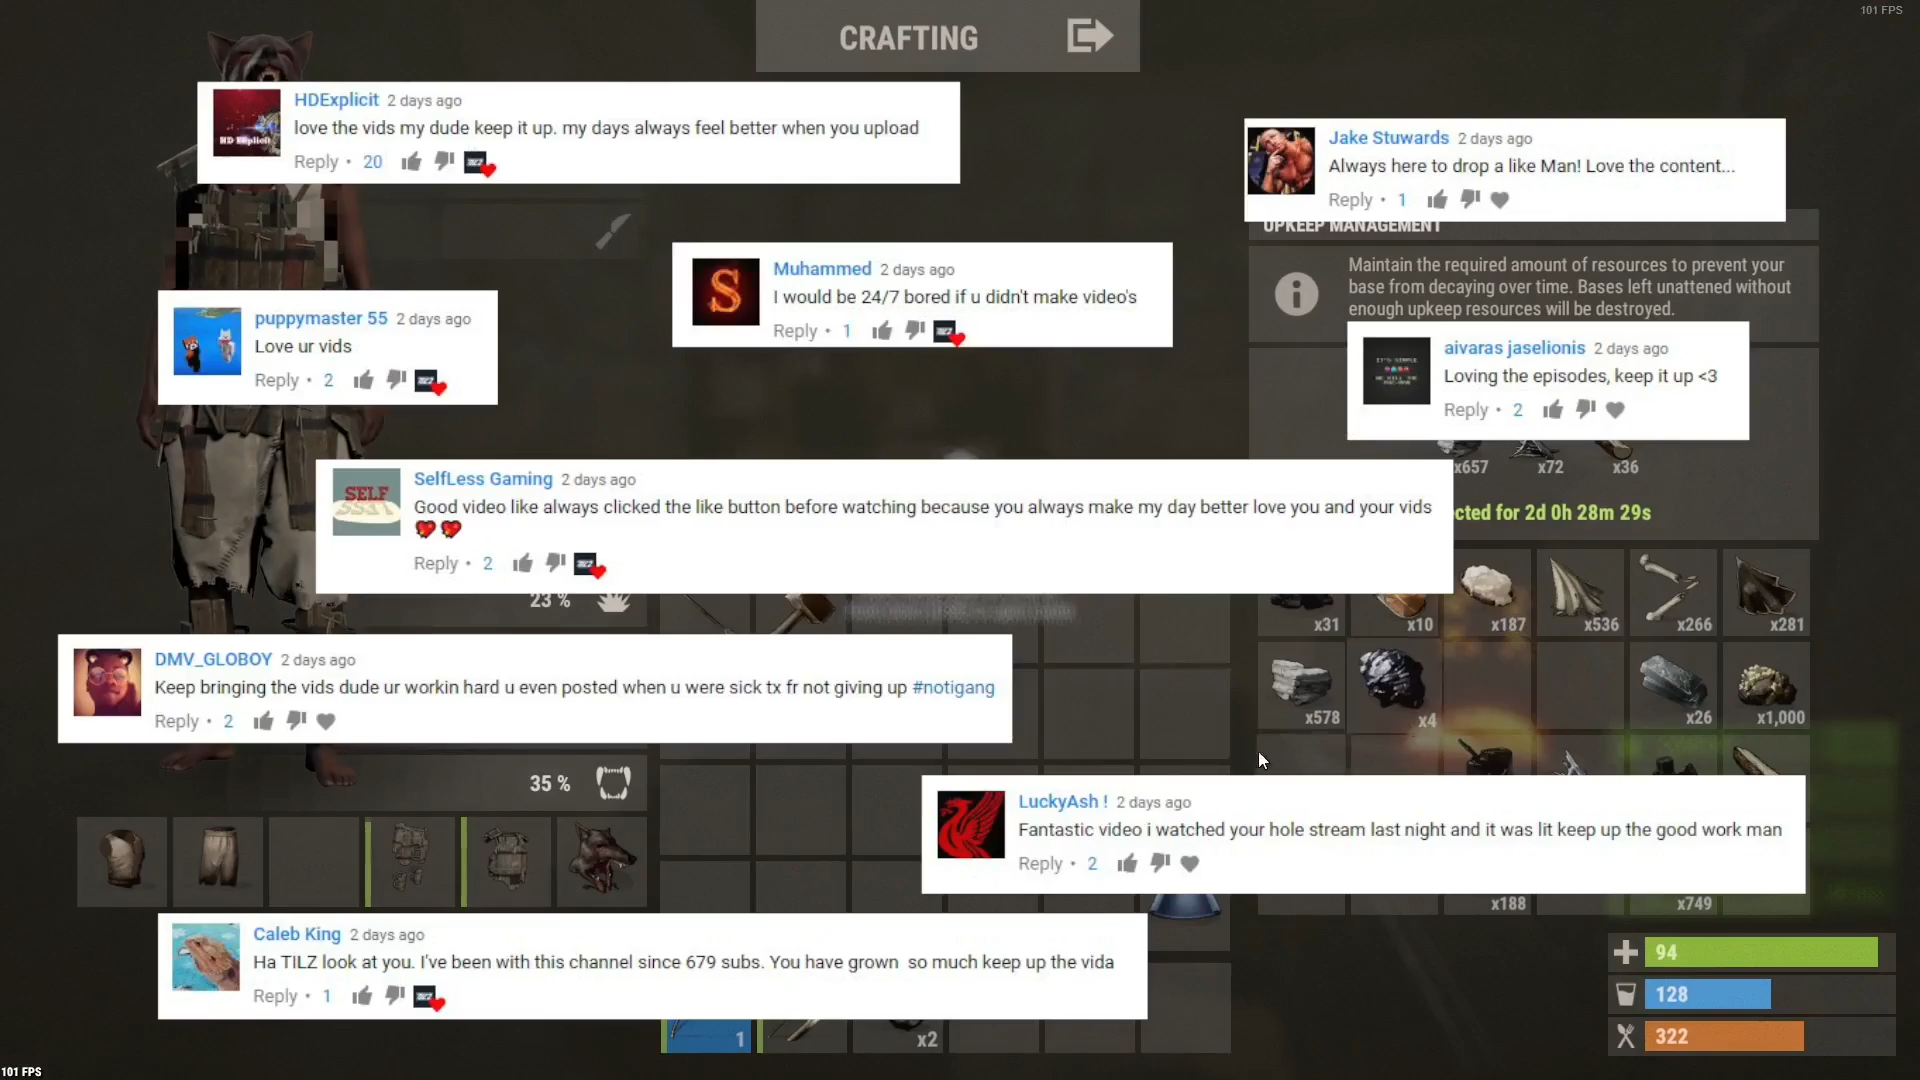 101 FPS
CRAFTING
HDExplicit 2 days ago
love the vids my dude keep it up. my days always feel better when you upload
Reply • 20
HD Explicit
Jake Stuwards 2 days ago
Always here to drop a like Man! Love the content...
Reply • 1
UPKEEP MANAGEMENT
Maintain the required amount of resources to prevent your
base from decaying over time. Bases left unattened without
enough upkeep resources will be destroyed.
Muhammed 2 days ago
I would be 24/7 bored if u didn't make video's
Reply • 1
S
puppymaster 55 2 days ago
Love ur vids
Reply • 2
aivaras jaselionis 2 days ago
Loving the episodes, keep it up <3
Reply • 2
x657 x72 x36
SelfLess Gaming 2 days ago
Good video like always clicked the like button before watching because you always make my day better love you and your vids
Reply • 2
SELF
cted for 2d 0h 28m 29s
23 %
x31 x10 x187 x536 x266 x281
DMV_GLOBOY 2 days ago
Keep bringing the vids dude ur workin hard u even posted when u were sick tx fr not giving up #notigang
Reply • 2
x578 x4 x26 x1,000
35 %
LuckyAsh ! 2 days ago
Fantastic video i watched your hole stream last night and it was lit keep up the good work man
Reply • 2
x188 x749
Caleb King 2 days ago
Ha TILZ look at you. I've been with this channel since 679 subs. You have grown so much keep up the vida
Reply • 1
94
128
322
1 x2
101 FPS